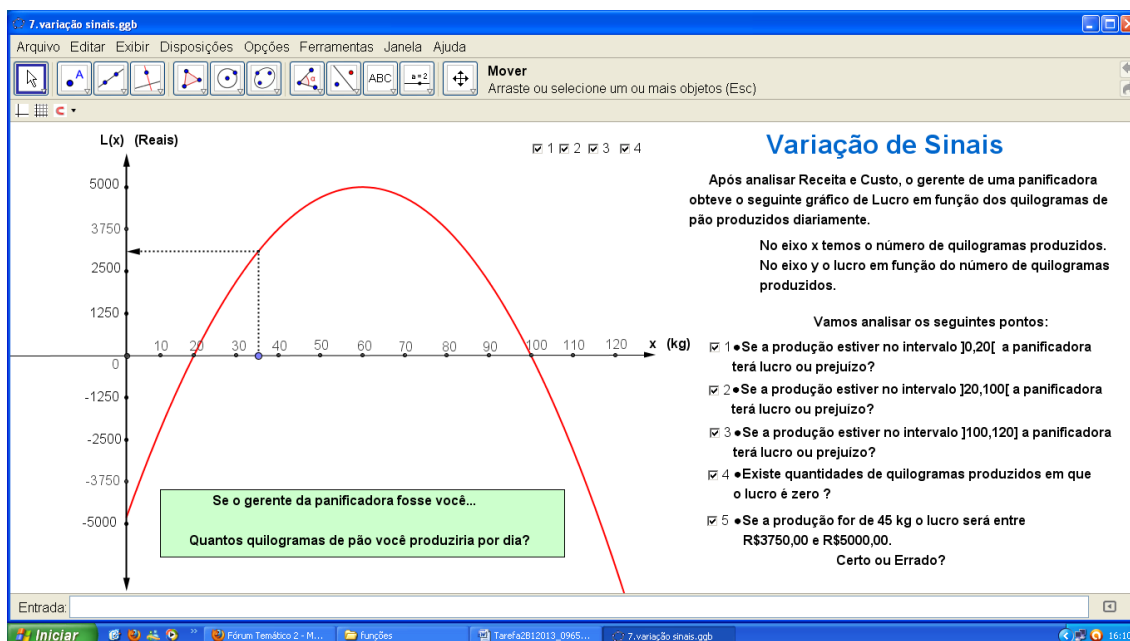 7.variação sinais.ggb
Arquivo Editar Exibir Disposições Opções Ferramentas Janela Ajuda
A
α
ABC
a=2
Mover
Arraste ou selecione um ou mais objetos (Esc)
L(x) (Reais)
1 2 3 4
5000
3750
2500
1250
0
-1250
-2500
-3750
-5000
10 20 30 40 50 60 70 80 90 100 110 120
x (kg)
Se o gerente da panificadora fosse você...
Quantos quilogramas de pão você produziria por dia?
Variação de Sinais
Após analisar Receita e Custo, o gerente de uma panificadora
obteve o seguinte gráfico de Lucro em função dos quilogramas de
pão produzidos diariamente.
No eixo x temos o número de quilogramas produzidos.
No eixo y o lucro em função do número de quilogramas
produzidos.
Vamos analisar os seguintes pontos:
1 ●Se a produção estiver no intervalo ]0,20[ a panificadora
terá lucro ou prejuízo?
2 ●Se a produção estiver no intervalo ]20,100[ a panificadora
terá lucro ou prejuízo?
3 ●Se a produção estiver no intervalo ]100,120] a panificadora
terá lucro ou prejuízo?
4 ●Existe quantidades de quilogramas produzidos em que
o lucro é zero ?
5 ●Se a produção for de 45 kg o lucro será entre
R$3750,00 e R$5000,00.
Certo ou Errado?
Entrada:
Iniciar
Fórum Temático 2 - M...
funções
Tarefa2B12013_0965...
7.variação sinais.ggb
16:10